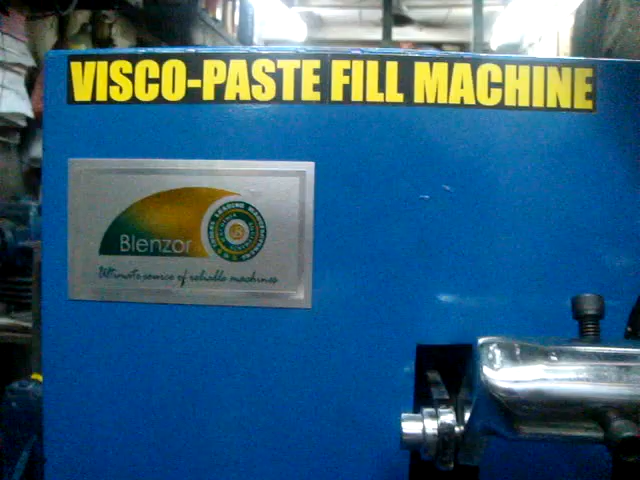 VISCO-PASTE FILL MACHINE
Blenzor
Ultimate source of reliable machines